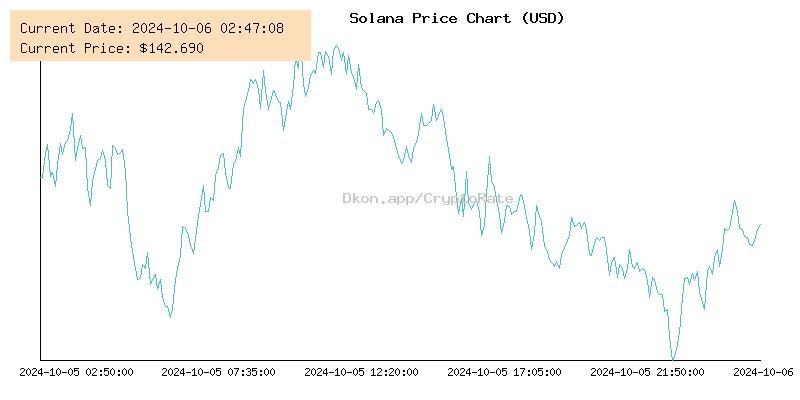 Solana Price Chart (USD)
Current Date: 2024-10-06 02:47:08
Current Price: $142.690
Dkon.app/CryptoRate
2024-10-05 02:50:00
2024-10-05 07:35:00
2024-10-05 12:20:00
2024-10-05 17:05:00
2024-10-05 21:50:00
2024-10-06